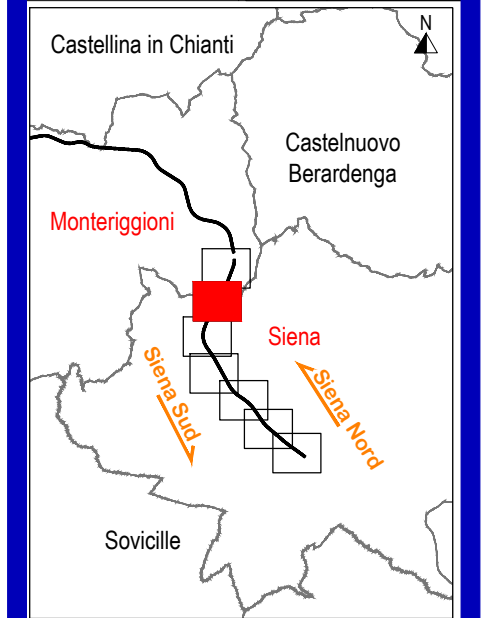 N
Castellina in Chianti
Castelnuovo
Berardenga
Monteriggioni
Siena
Siena Sud
Siena Nord
Sovicille